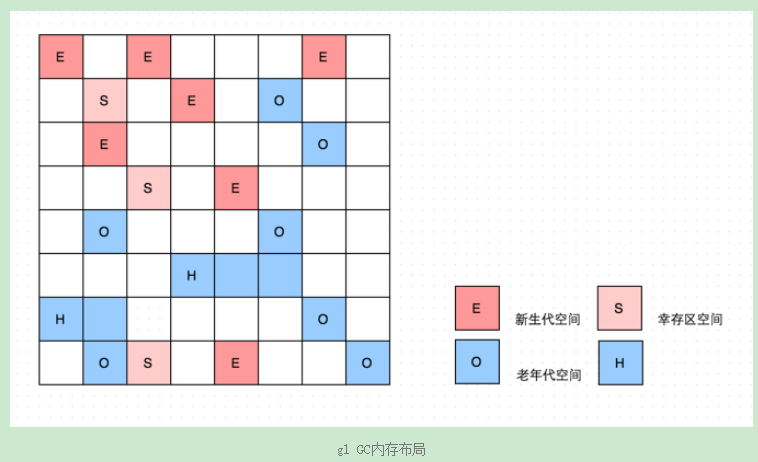 E E E
S E O
E O
S E
O O
H
H O
O S E O
E 新生代空间 S 幸存区空间
O 老年代空间 H
g1 GC内存布局